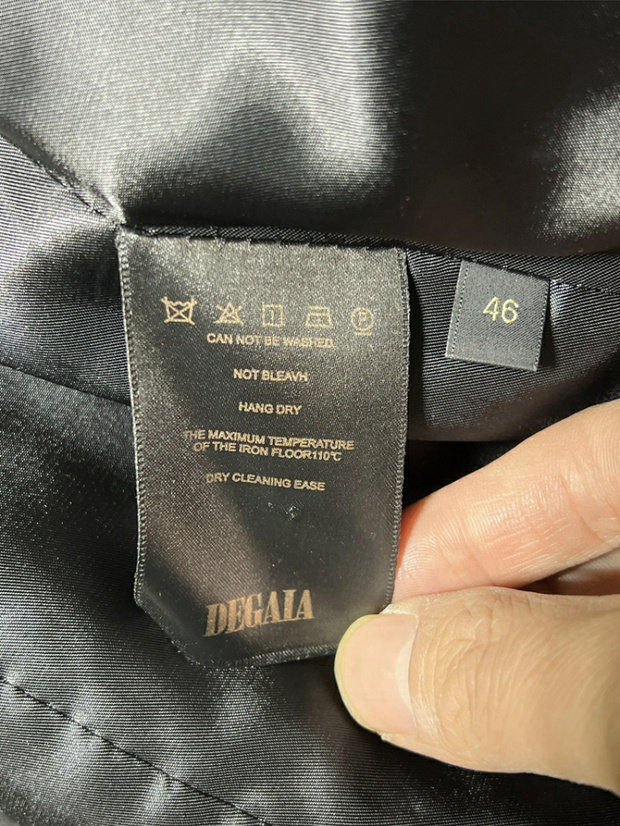 CAN NOT BE WASHED
NOT BLEAVH
HANG DRY
THE MAXIMUM TEMPERATURE
OF THE IRON FLOOR110℃
DRY CLEANING EASE
DEGAIA
46